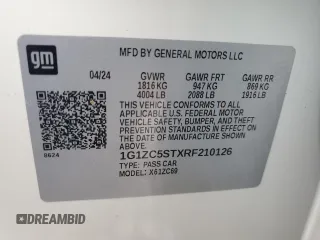 gm
MFD BY GENERAL MOTORS LLC
04/24 GVWR GAWR FRT GAWR RR
1816 KG 947 KG 869 KG
4004 LB 2088 LB 1916 LB
THIS VEHICLE CONFORMS TO ALL
APPLICABLE U.S. FEDERAL MOTOR
VEHICLE SAFETY, BUMPER, AND THEFT
PREVENTION STANDARDS IN EFFECT ON
THE DATE OF MANUFACTURE SHOWN ABOVE.
0624
1G1ZC5STXRF210126
TYPE: PASS CAR
MODEL: X61ZC69
DREAMBID